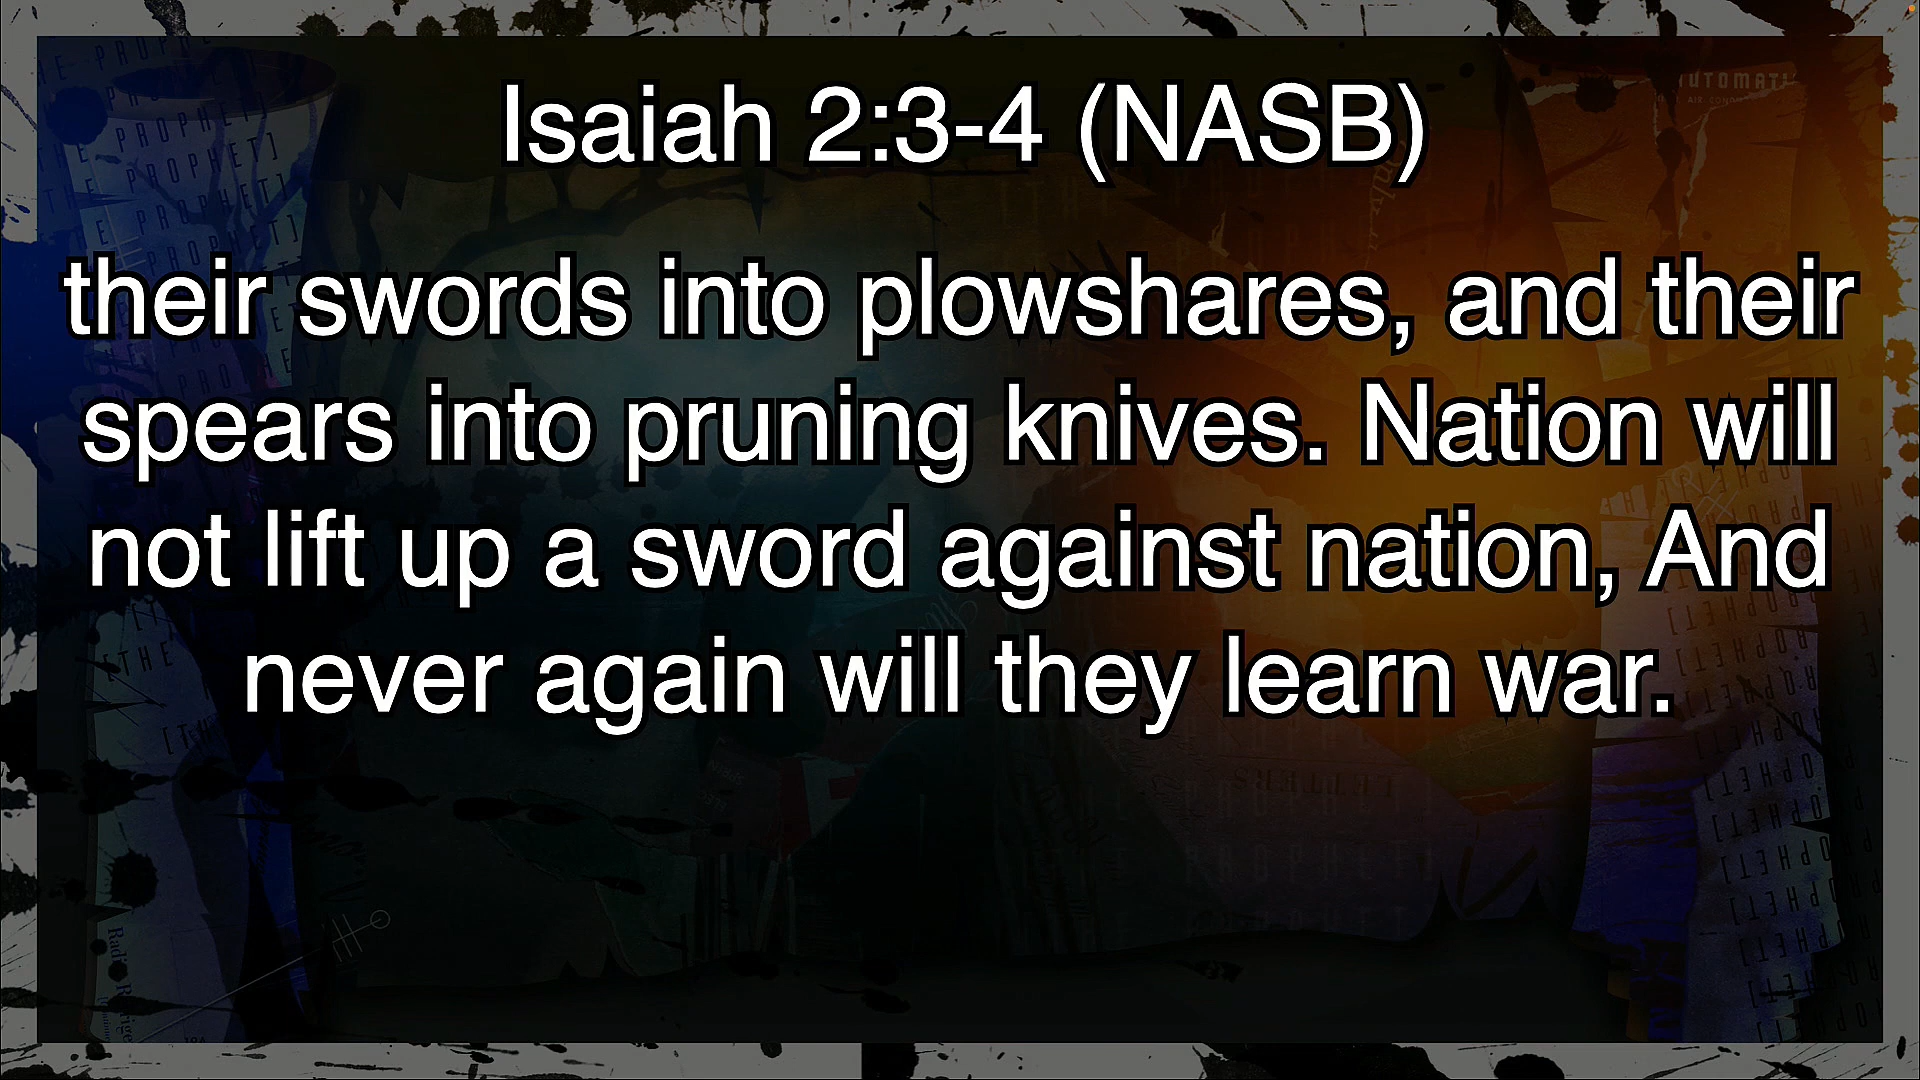 Isaiah 2:3-4 (NASB)
their swords into plowshares, and their
spears into pruning knives. Nation will
not lift up a sword against nation, And
never again will they learn war.